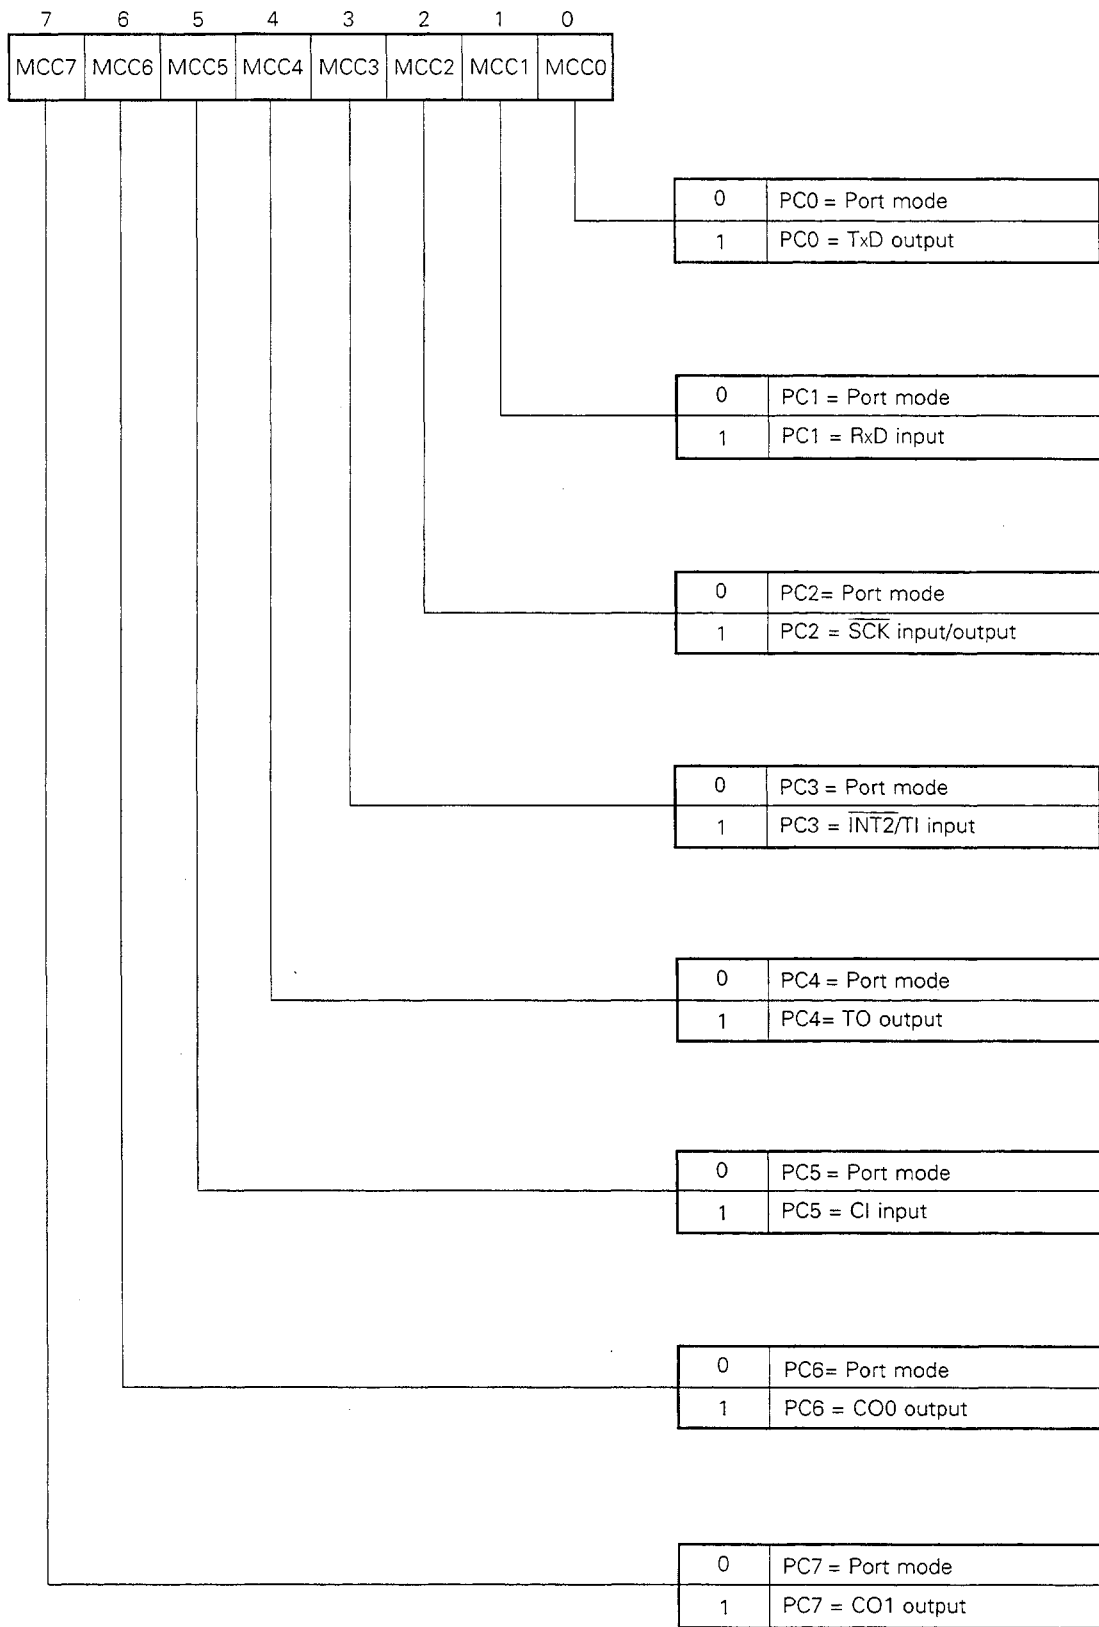 7 6 5 4 3 2 1 0
MCC7 MCC6 MCC5 MCC4 MCC3 MCC2 MCC1 MCC0
0 PC0 = Port mode
1 PC0 = TxD output
0 PC1 = Port mode
1 PC1 = RxD input
0 PC2= Port mode
1 PC2 = S̅C̅K̅ input/output
0 PC3 = Port mode
1 PC3 = I̅N̅T̅2̅/TI input
0 PC4 = Port mode
1 PC4= TO output
0 PC5 = Port mode
1 PC5 = CI input
0 PC6= Port mode
1 PC6 = CO0 output
0 PC7 = Port mode
1 PC7 = CO1 output